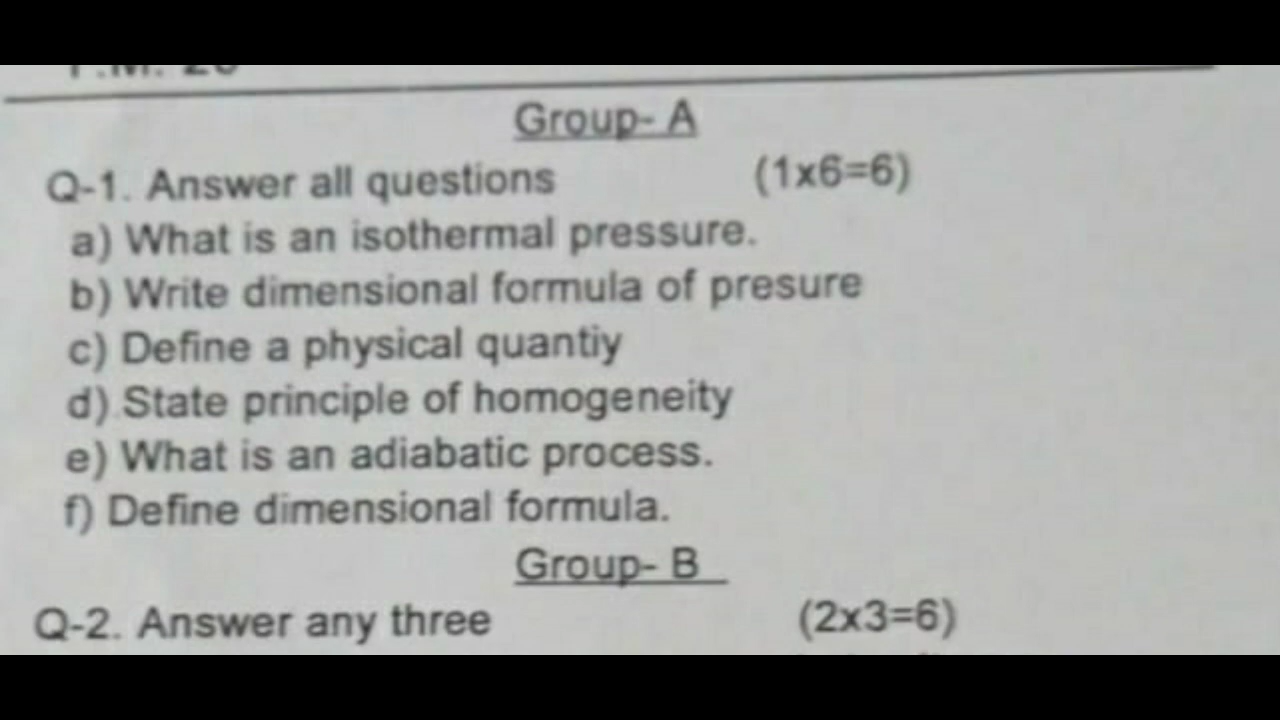 Group- A
Q-1. Answer all questions (1x6=6)
a) What is an isothermal pressure.
b) Write dimensional formula of presure
c) Define a physical quantiy
d) State principle of homogeneity
e) What is an adiabatic process.
f) Define dimensional formula.
Group- B
Q-2. Answer any three (2x3=6)